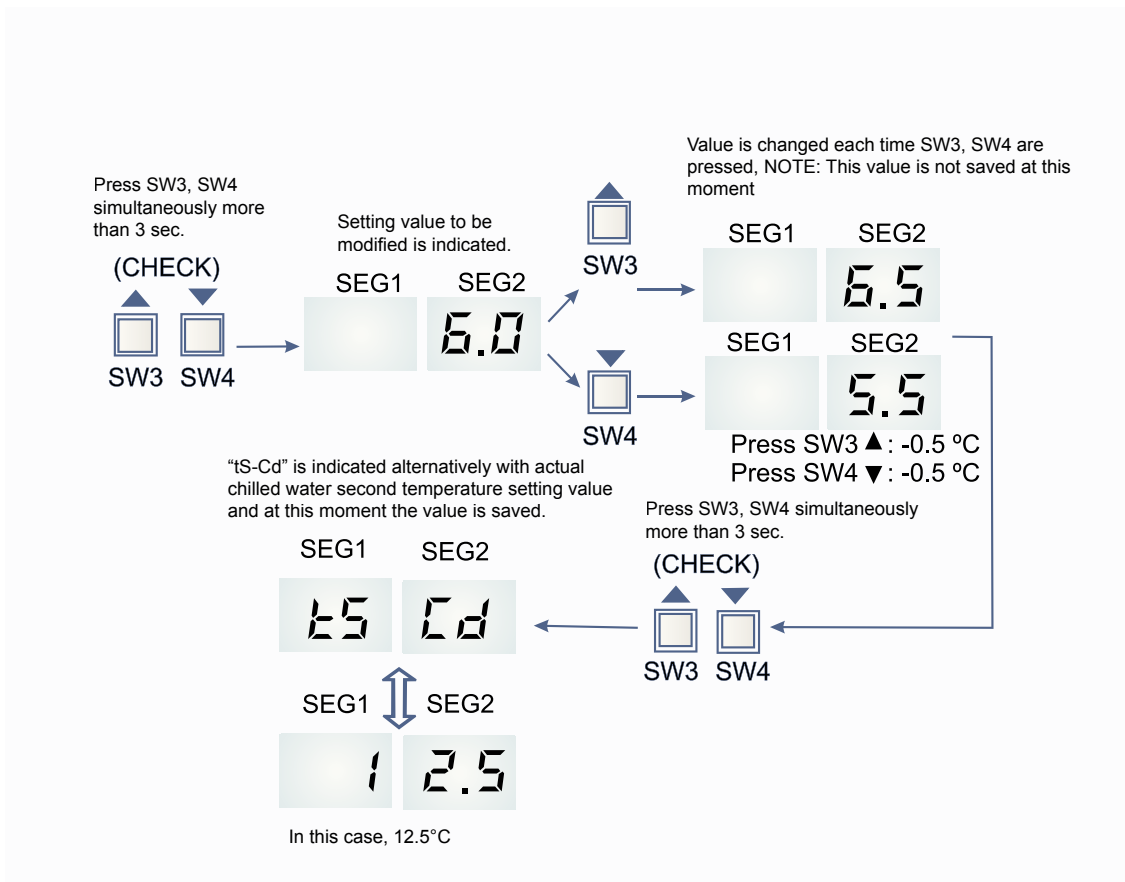 Press SW3, SW4
simultaneously more
than 3 sec.
(CHECK)
SW3 SW4
Setting value to be
modified is indicated.
SEG1 SEG2
6.0
SW3
SW4
Value is changed each time SW3, SW4 are
pressed, NOTE: This value is not saved at this
moment
SEG1 SEG2
6.5
SEG1 SEG2
5.5
Press SW3 ▲: -0.5 ºC
Press SW4 ▼: -0.5 ºC
Press SW3, SW4 simultaneously
more than 3 sec.
(CHECK)
SW3 SW4
“tS-Cd” is indicated alternatively with actual
chilled water second temperature setting value
and at this moment the value is saved.
SEG1 SEG2
tS Cd
SEG1 SEG2
1 2.5
In this case, 12.5°C